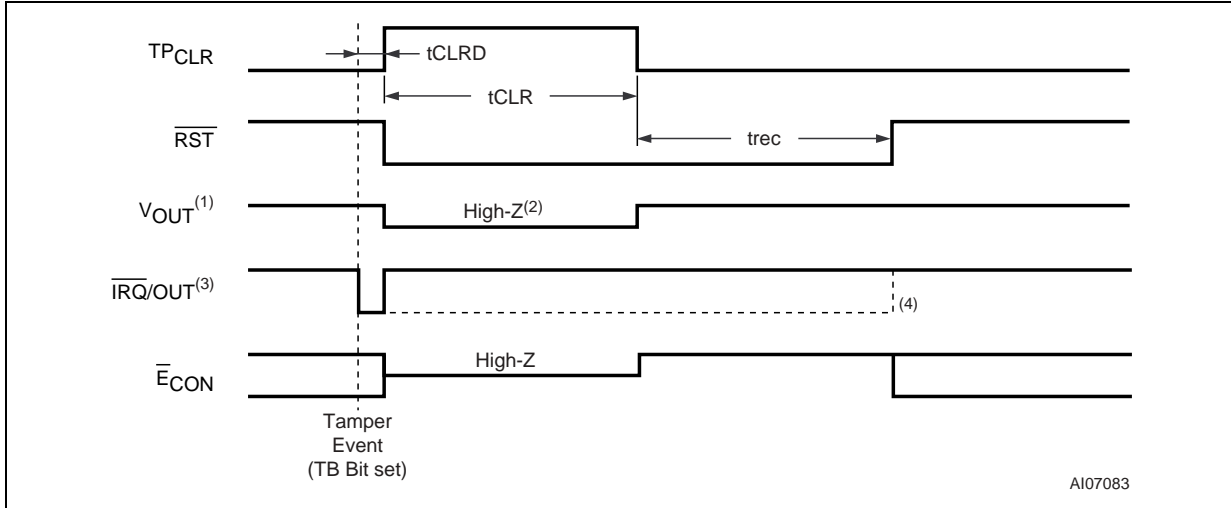 TPCLR
tCLRD
tCLR
RST
trec
VOUT(1)
High-Z(2)
IRQ/OUT(3)
(4)
High-Z
ECON
Tamper
Event
(TB Bit set)
AI07083